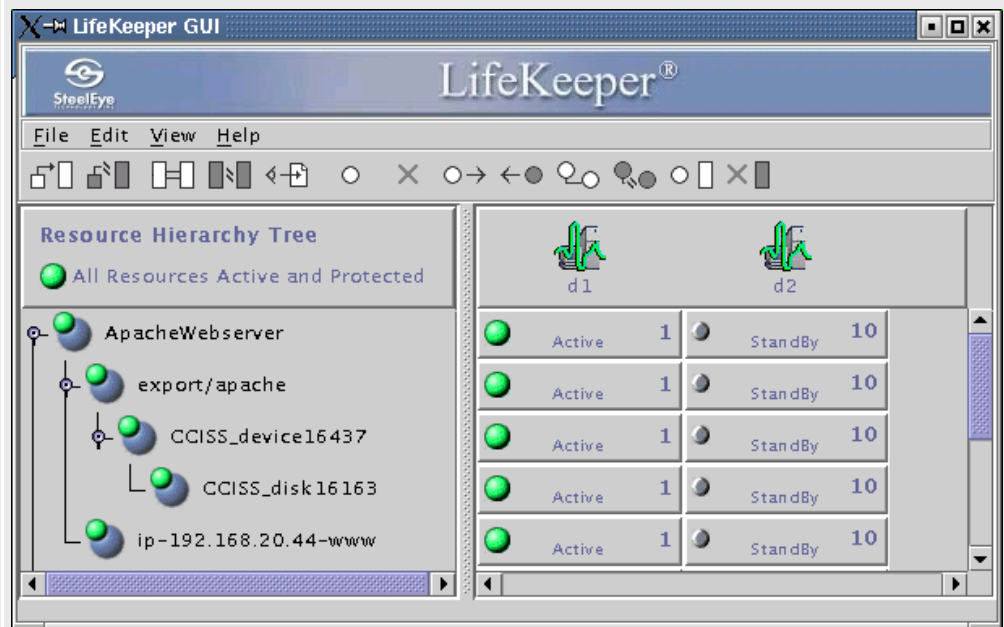 LifeKeeper GUI
SteelEye
LifeKeeper®
File Edit View Help
Resource Hierarchy Tree
All Resources Active and Protected
d1 d2
ApacheWebserver Active 1 StandBy 10
export/apache Active 1 StandBy 10
CCISS_device16437 Active 1 StandBy 10
CCISS_disk16163 Active 1 StandBy 10
ip-192.168.20.44-www Active 1 StandBy 10